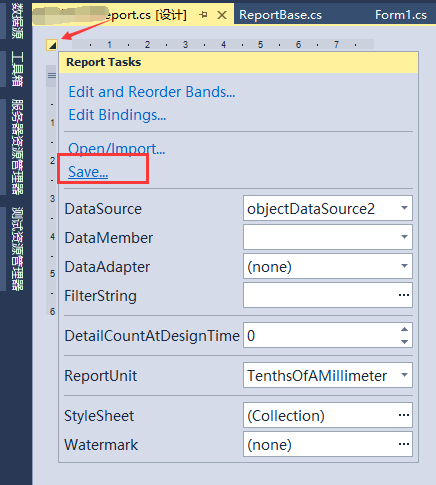 port.cs [设计] ReportBase.cs Form1.cs
数据源
工具箱
服务器资源管理器
测试资源管理器
1 2 3 4 5 6 7
1
2
3
4
5
6
Report Tasks
Edit and Reorder Bands...
Edit Bindings...
Open/Import...
Save...
DataSource objectDataSource2
DataMember
DataAdapter (none)
FilterString ...
DetailCountAtDesignTime 0
ReportUnit TenthsOfAMillimeter
StyleSheet (Collection) ...
Watermark (none) ...